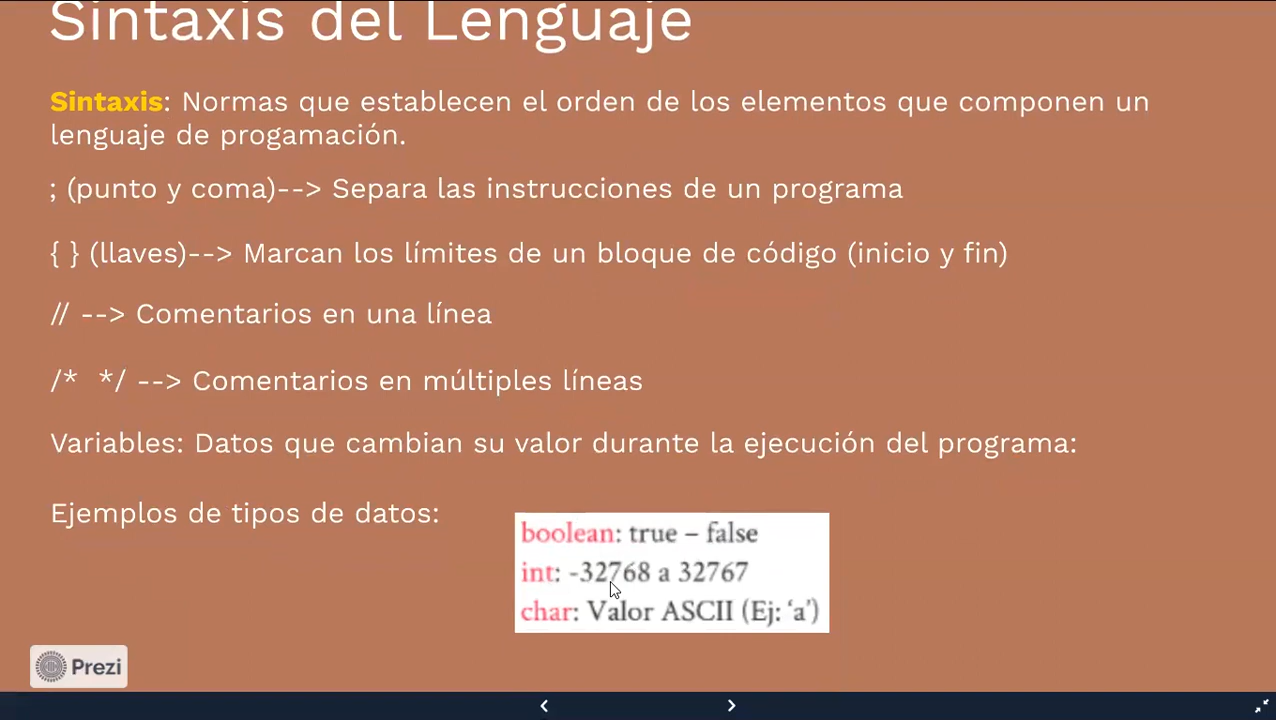 Sintaxis del Lenguaje
Sintaxis: Normas que establecen el orden de los elementos que componen un
lenguaje de progamación.
; (punto y coma)--> Separa las instrucciones de un programa
{ } (llaves)--> Marcan los límites de un bloque de código (inicio y fin)
// --> Comentarios en una línea
/*  */ --> Comentarios en múltiples líneas
Variables: Datos que cambian su valor durante la ejecución del programa:
Ejemplos de tipos de datos:
boolean: true – false
int: -32768 a 32767
char: Valor ASCII (Ej: ‘a’)
Prezi